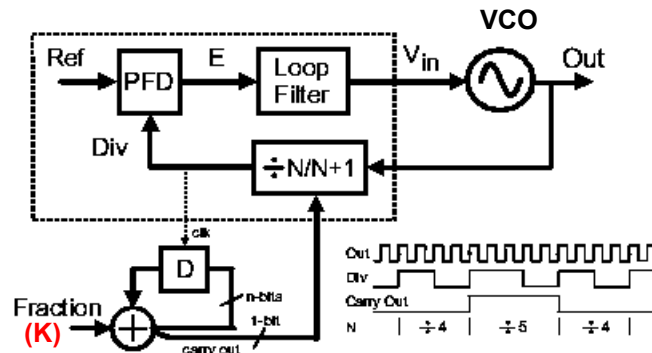 VCO
Ref
PFD
E
Loop
Filter
Vin
Out
Div
÷ N/N+1
clk
D
n-bits
1-bit
carry out
Fraction
(K)
Out
Div
Carry Out
N
÷ 4
÷ 5
÷ 4